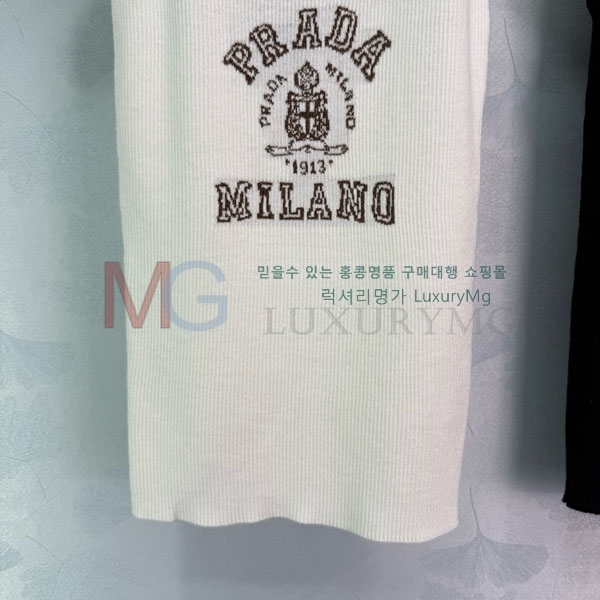 PRADA
PRADA MILANO
*1913*
MILANO
MG
믿을수 있는 홍콩명품 구매대행 쇼핑몰
럭셔리명가 LuxuryMg
LUXURYMG